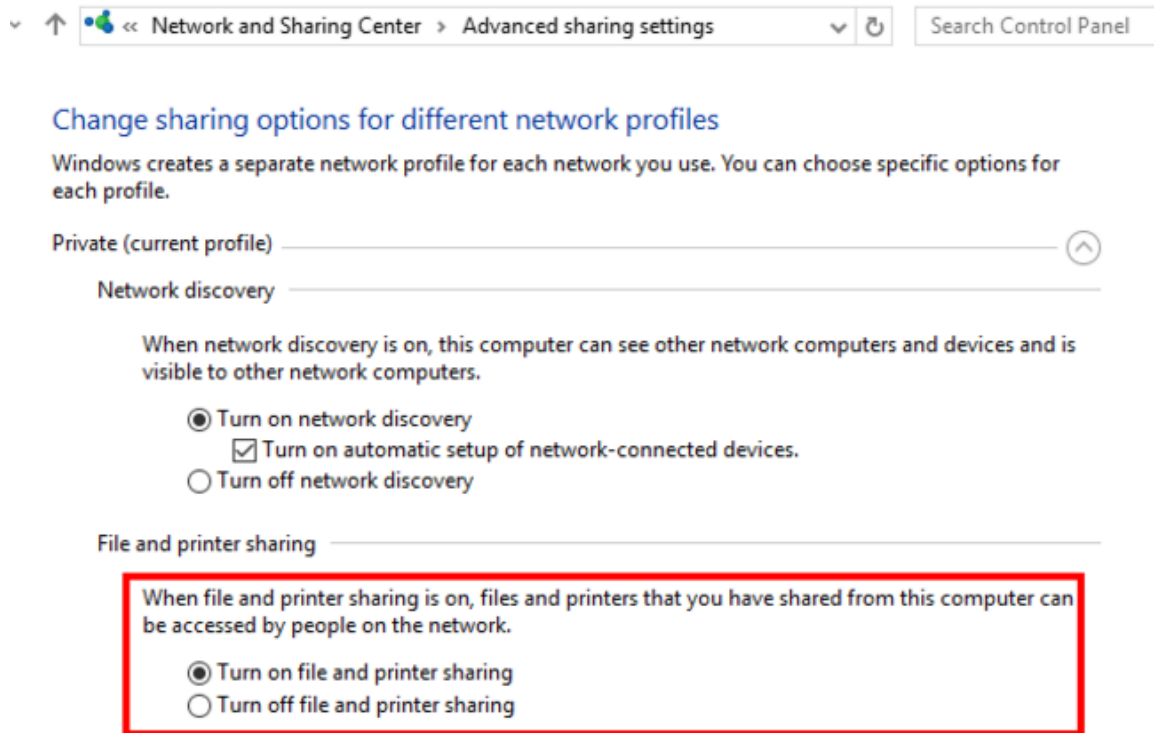 « Network and Sharing Center > Advanced sharing settings
Search Control Panel
Change sharing options for different network profiles
Windows creates a separate network profile for each network you use. You can choose specific options for
each profile.
Private (current profile)
Network discovery
When network discovery is on, this computer can see other network computers and devices and is
visible to other network computers.
Turn on network discovery
Turn on automatic setup of network-connected devices.
Turn off network discovery
File and printer sharing
When file and printer sharing is on, files and printers that you have shared from this computer can
be accessed by people on the network.
Turn on file and printer sharing
Turn off file and printer sharing